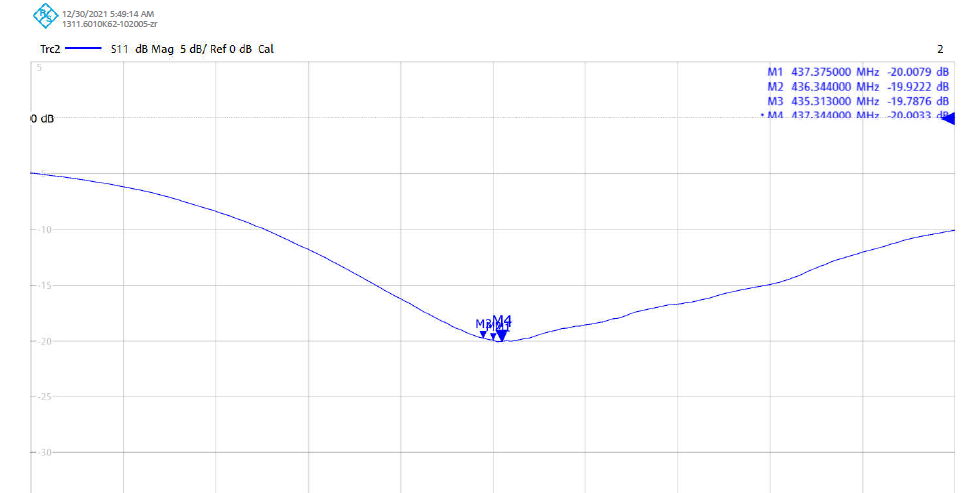 R S
12/30/2021 5:49:14 AM
1311.6010K62-102005-zr
Trc2 S11 dB Mag 5 dB/ Ref 0 dB Cal 2
5
M1 437.375000 MHz -20.0079 dB
M2 436.344000 MHz -19.9222 dB
M3 435.313000 MHz -19.7876 dB
• M4 437.344000 MHz -20.0033 dB
0 dB
-5
-10
-15
M3 M4
-20
-25
-30